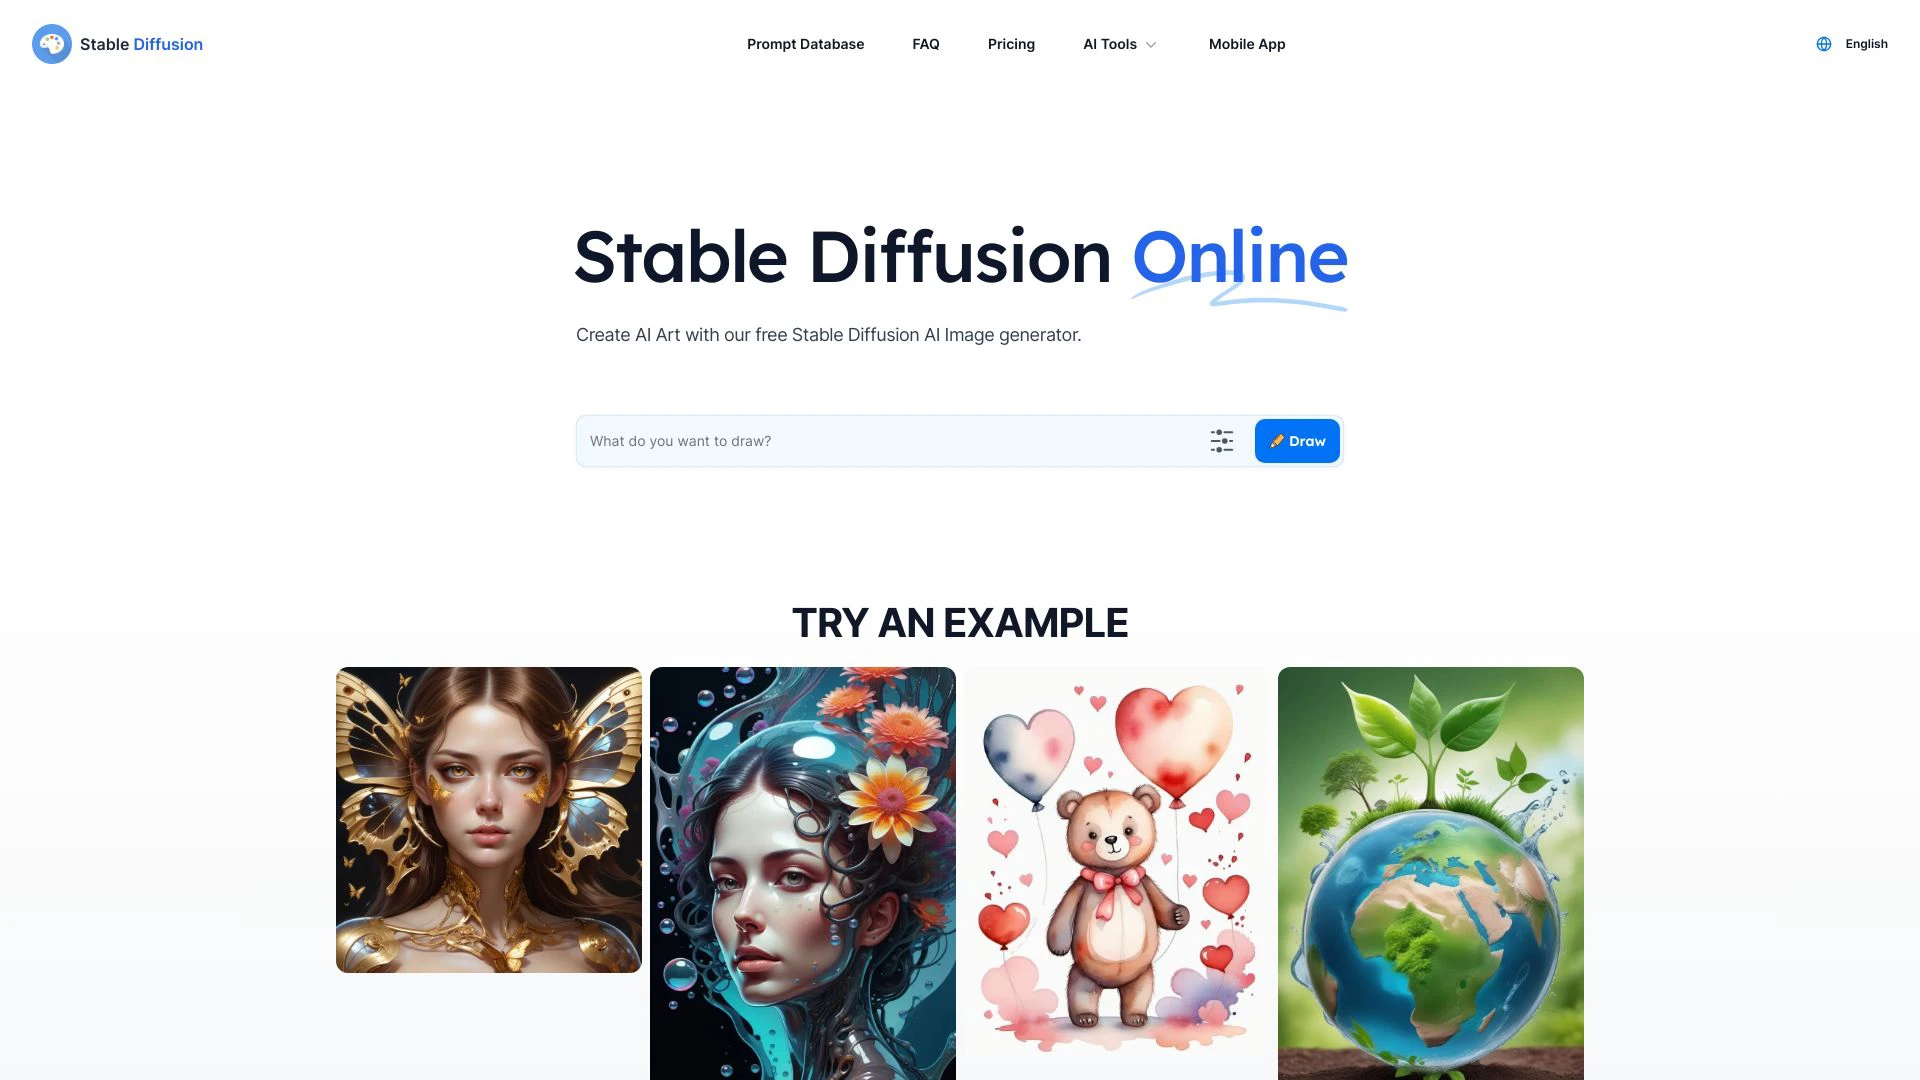 Stable Diffusion
Prompt Database
FAQ
Pricing
AI Tools
Mobile App
English
Stable Diffusion Online
Create AI Art with our free Stable Diffusion AI Image generator.
What do you want to draw?
Draw
TRY AN EXAMPLE